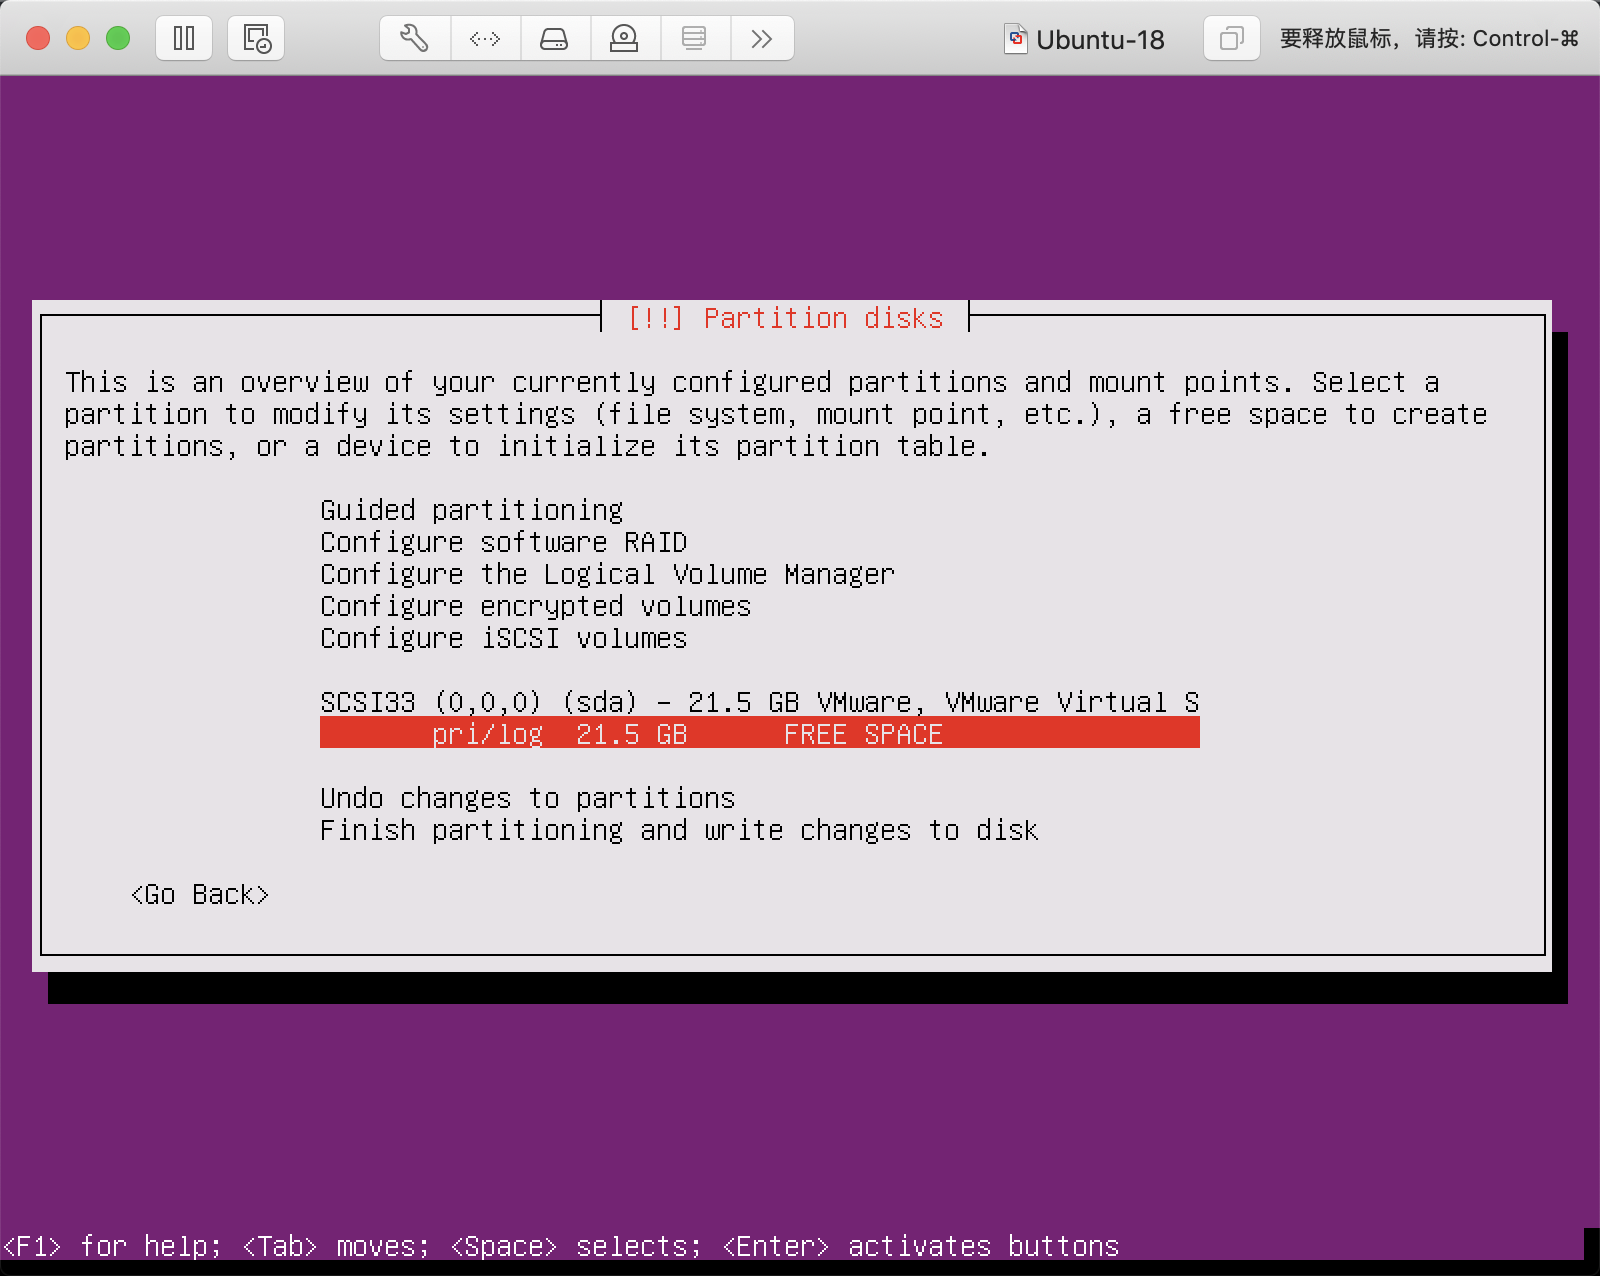 Ubuntu-18
要释放鼠标，请按: Control-⌘
[!!] Partition disks
This is an overview of your currently configured partitions and mount points. Select a
partition to modify its settings (file system, mount point, etc.), a free space to create
partitions, or a device to initialize its partition table.
Guided partitioning
Configure software RAID
Configure the Logical Volume Manager
Configure encrypted volumes
Configure iSCSI volumes
SCSI33 (0,0,0) (sda) - 21.5 GB VMware, VMware Virtual S
pri/log 21.5 GB FREE SPACE
Undo changes to partitions
Finish partitioning and write changes to disk
<Go Back>
<F1> for help; <Tab> moves; <Space> selects; <Enter> activates buttons